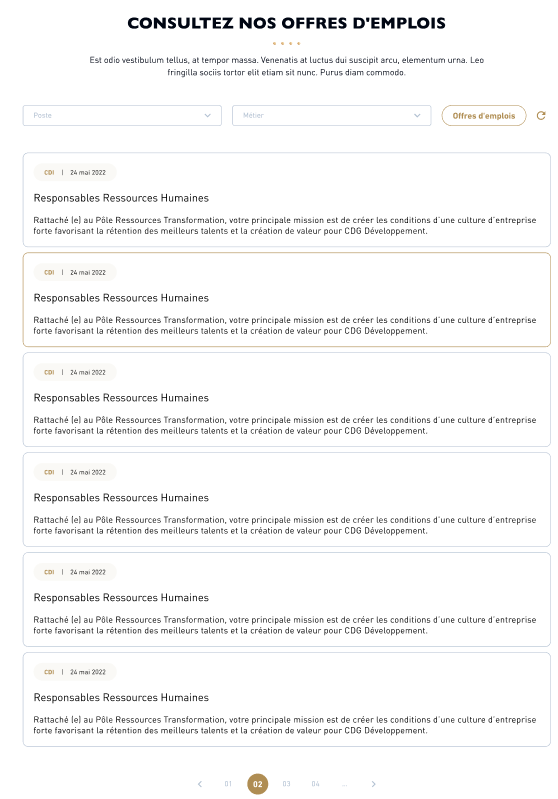 CONSULTEZ NOS OFFRES D'EMPLOIS
Est odio vestibulum tellus, at tempor massa. Venenatis at luctus dui suscipit arcu, elementum urna. Leo
fringilla sociis tortor elit etiam sit nunc. Purus diam commodo.
Poste
Métier
Offres d'emplois
CDI | 24 mai 2022
Responsables Ressources Humaines
Rattaché (e) au Pôle Ressources Transformation, votre principale mission est de créer les conditions d'une culture d'entreprise
forte favorisant la rétention des meilleurs talents et la création de valeur pour CDG Développement.
CDI | 24 mai 2022
Responsables Ressources Humaines
Rattaché (e) au Pôle Ressources Transformation, votre principale mission est de créer les conditions d'une culture d'entreprise
forte favorisant la rétention des meilleurs talents et la création de valeur pour CDG Développement.
CDI | 24 mai 2022
Responsables Ressources Humaines
Rattaché (e) au Pôle Ressources Transformation, votre principale mission est de créer les conditions d'une culture d'entreprise
forte favorisant la rétention des meilleurs talents et la création de valeur pour CDG Développement.
CDI | 24 mai 2022
Responsables Ressources Humaines
Rattaché (e) au Pôle Ressources Transformation, votre principale mission est de créer les conditions d'une culture d'entreprise
forte favorisant la rétention des meilleurs talents et la création de valeur pour CDG Développement.
CDI | 24 mai 2022
Responsables Ressources Humaines
Rattaché (e) au Pôle Ressources Transformation, votre principale mission est de créer les conditions d'une culture d'entreprise
forte favorisant la rétention des meilleurs talents et la création de valeur pour CDG Développement.
CDI | 24 mai 2022
Responsables Ressources Humaines
Rattaché (e) au Pôle Ressources Transformation, votre principale mission est de créer les conditions d'une culture d'entreprise
forte favorisant la rétention des meilleurs talents et la création de valeur pour CDG Développement.
01 02 03 04 ...